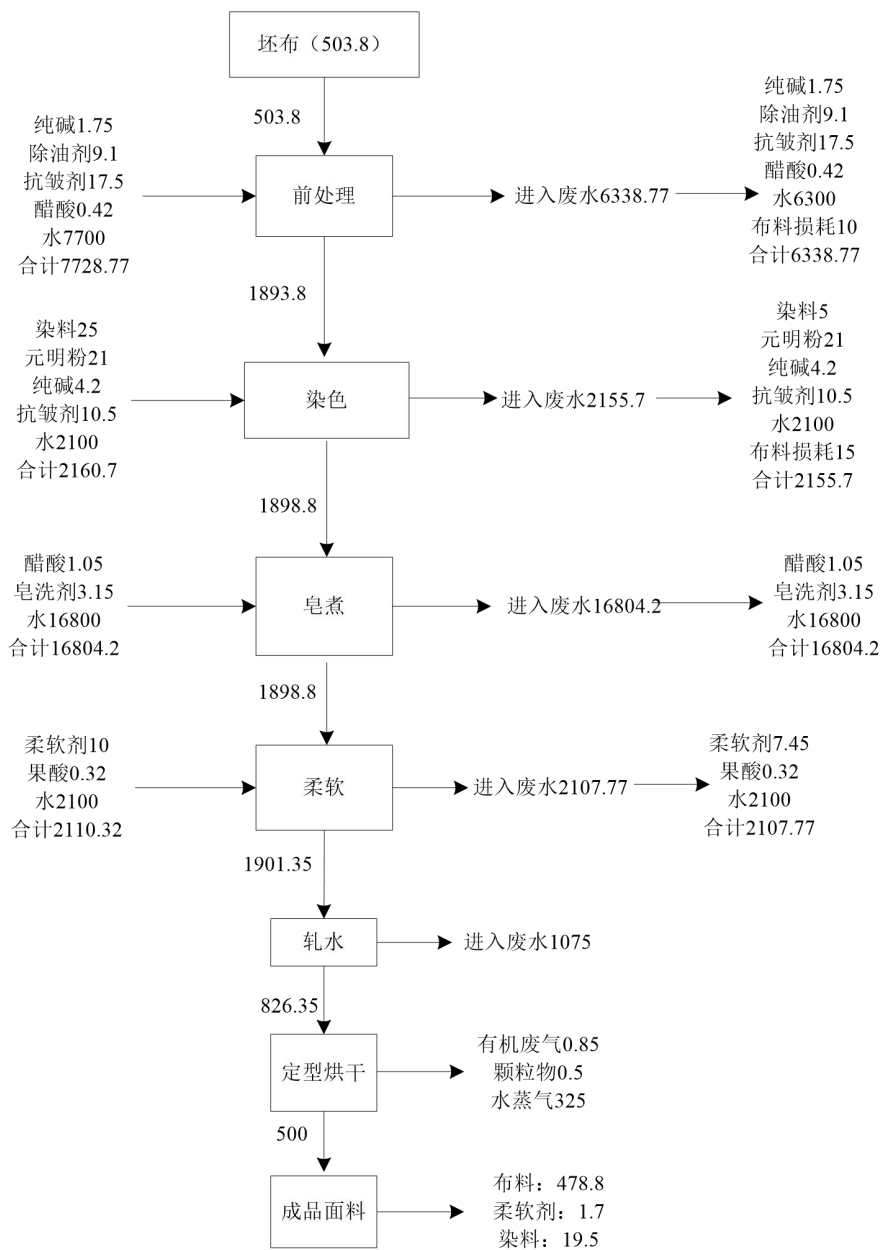 坯布（503.8）
503.8
纯碱1.75
除油剂9.1
抗皱剂17.5
醋酸0.42
水7700
合计7728.77
前处理
进入废水6338.77
纯碱1.75
除油剂9.1
抗皱剂17.5
醋酸0.42
水6300
布料损耗10
合计6338.77
1893.8
染料25
元明粉21
纯碱4.2
抗皱剂10.5
水2100
合计2160.7
染色
进入废水2155.7
染料5
元明粉21
纯碱4.2
抗皱剂10.5
水2100
布料损耗15
合计2155.7
1898.8
醋酸1.05
皂洗剂3.15
水16800
合计16804.2
皂煮
进入废水16804.2
醋酸1.05
皂洗剂3.15
水16800
合计16804.2
1898.8
柔软剂10
果酸0.32
水2100
合计2110.32
柔软
进入废水2107.77
柔软剂7.45
果酸0.32
水2100
合计2107.77
1901.35
轧水
进入废水1075
826.35
定型烘干
有机废气0.85
颗粒物0.5
水蒸气325
500
成品面料
布料：478.8
柔软剂：1.7
染料：19.5